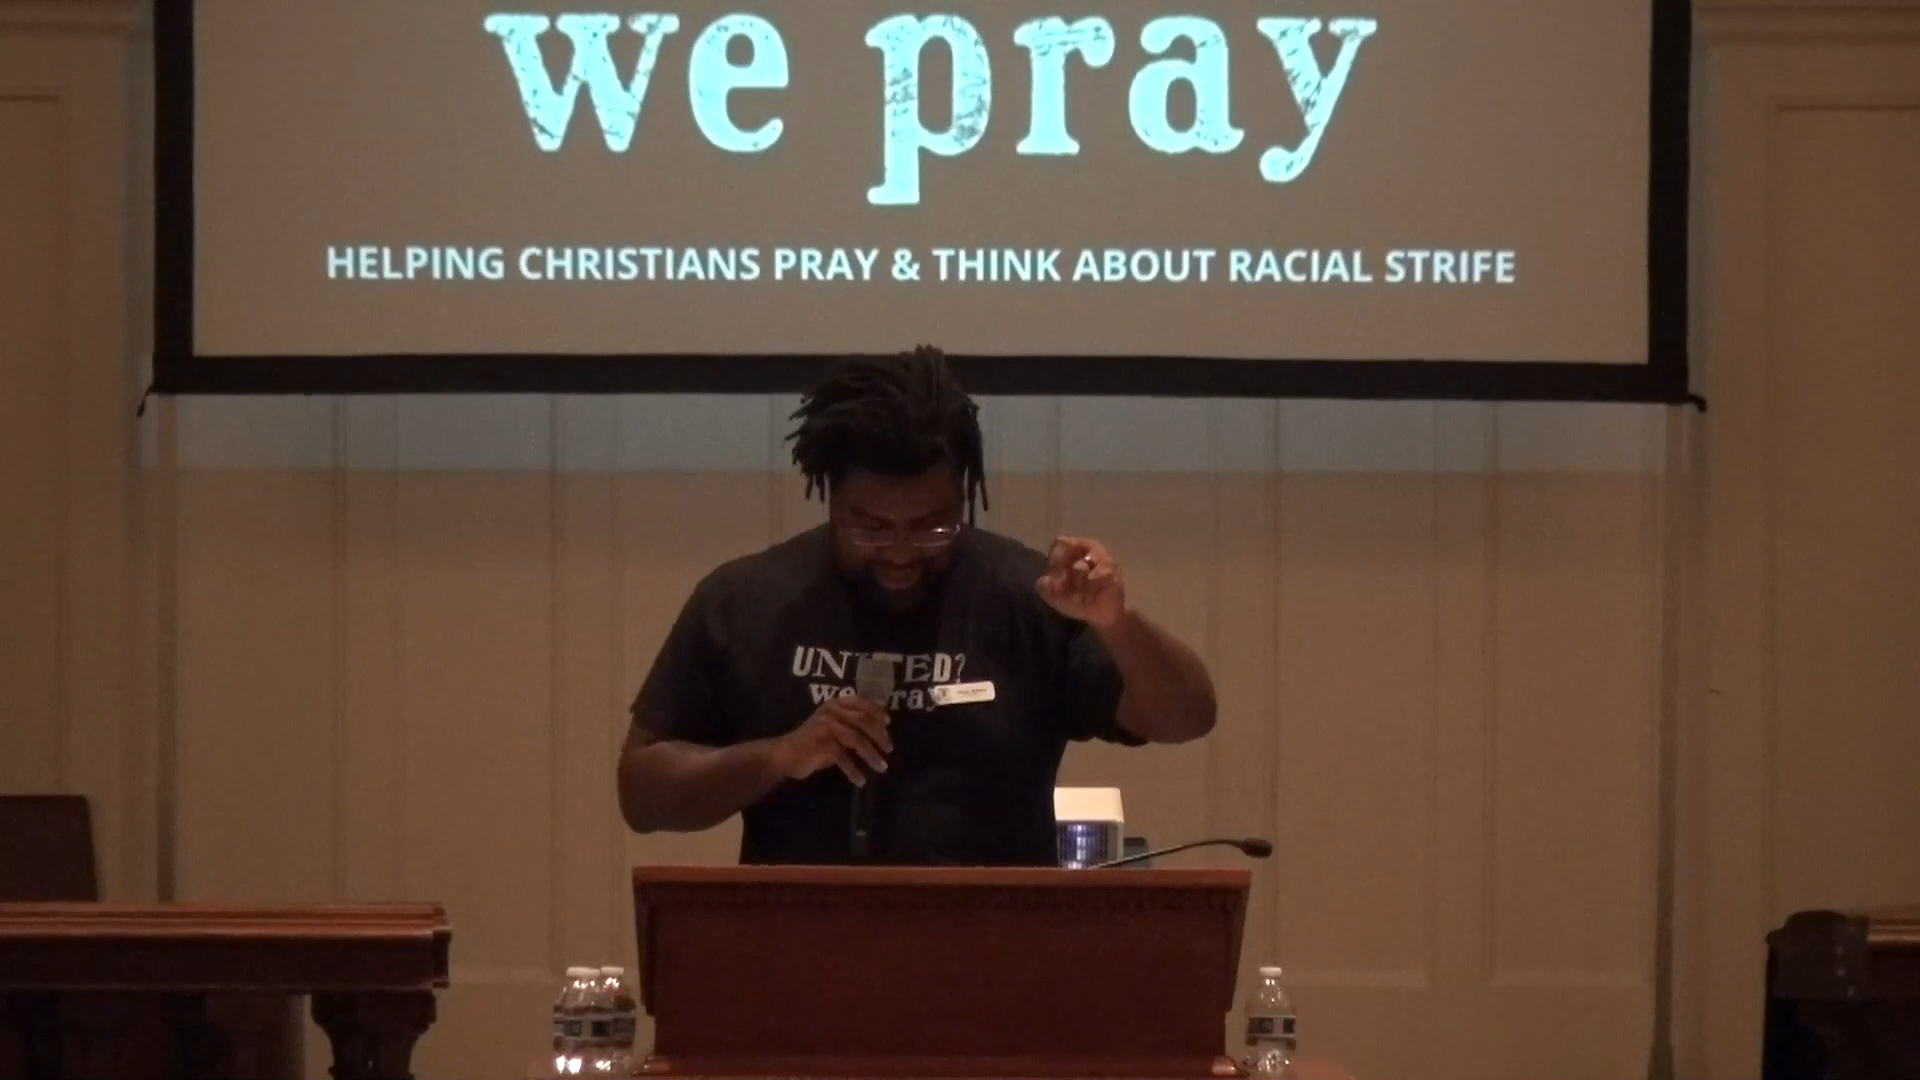 we pray
HELPING CHRISTIANS PRAY & THINK ABOUT RACIAL STRIFE
UNITED?
we pray